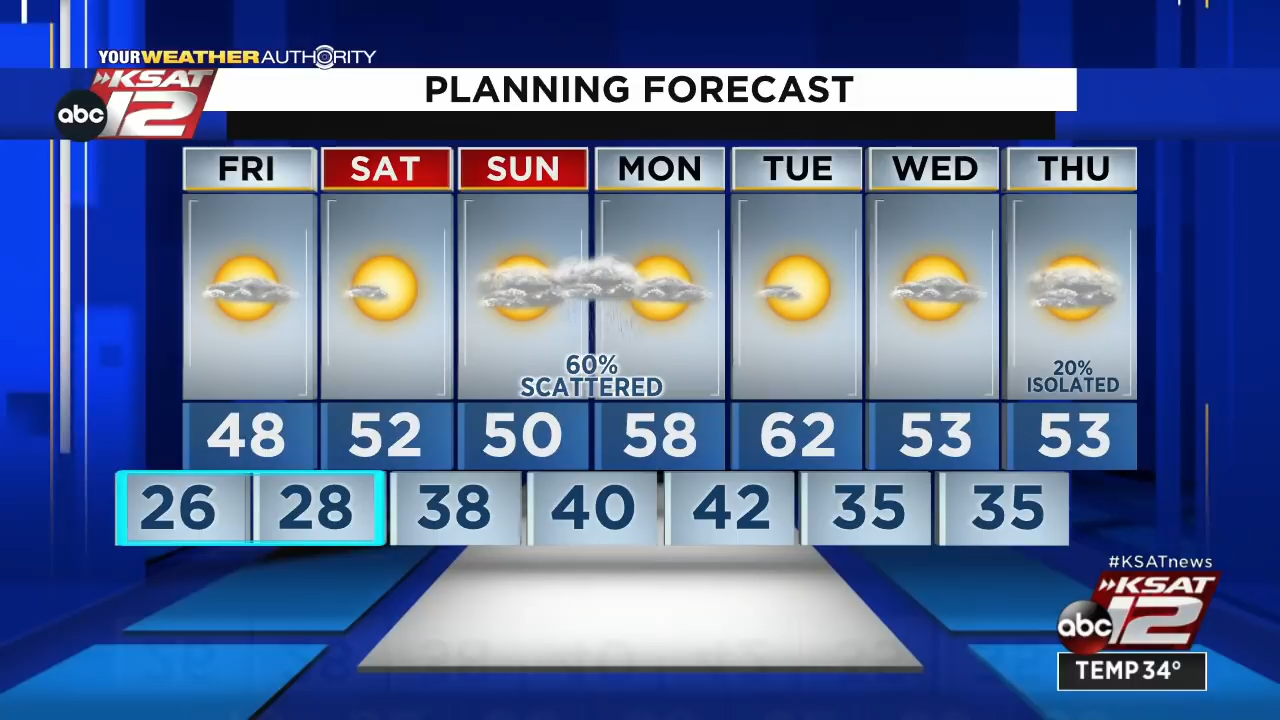 YOURWEATHERAUTHORITY
KSAT
abc 12
PLANNING FORECAST
FRI SAT SUN MON TUE WED THU
60%
SCATTERED
20%
ISOLATED
48 52 50 58 62 53 53
26 28 38 40 42 35 35
#KSATnews
KSAT
abc 12
TEMP 34°